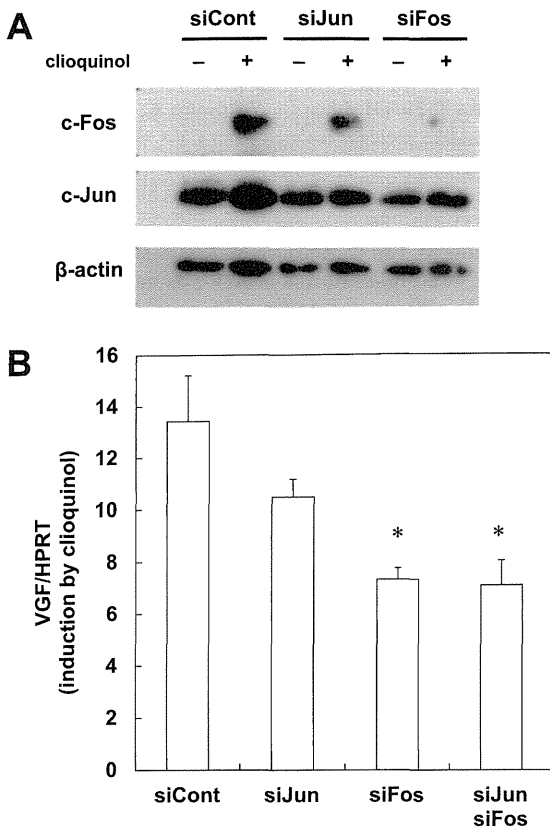 A
siCont siJun siFos
clioquinol − + − + − +
c-Fos
c-Jun
β-actin
B
16
14
12
10
8
6
4
2
0
VGF/HPRT
(induction by clioquinol)
* *
siCont siJun siFos siJun
siFos